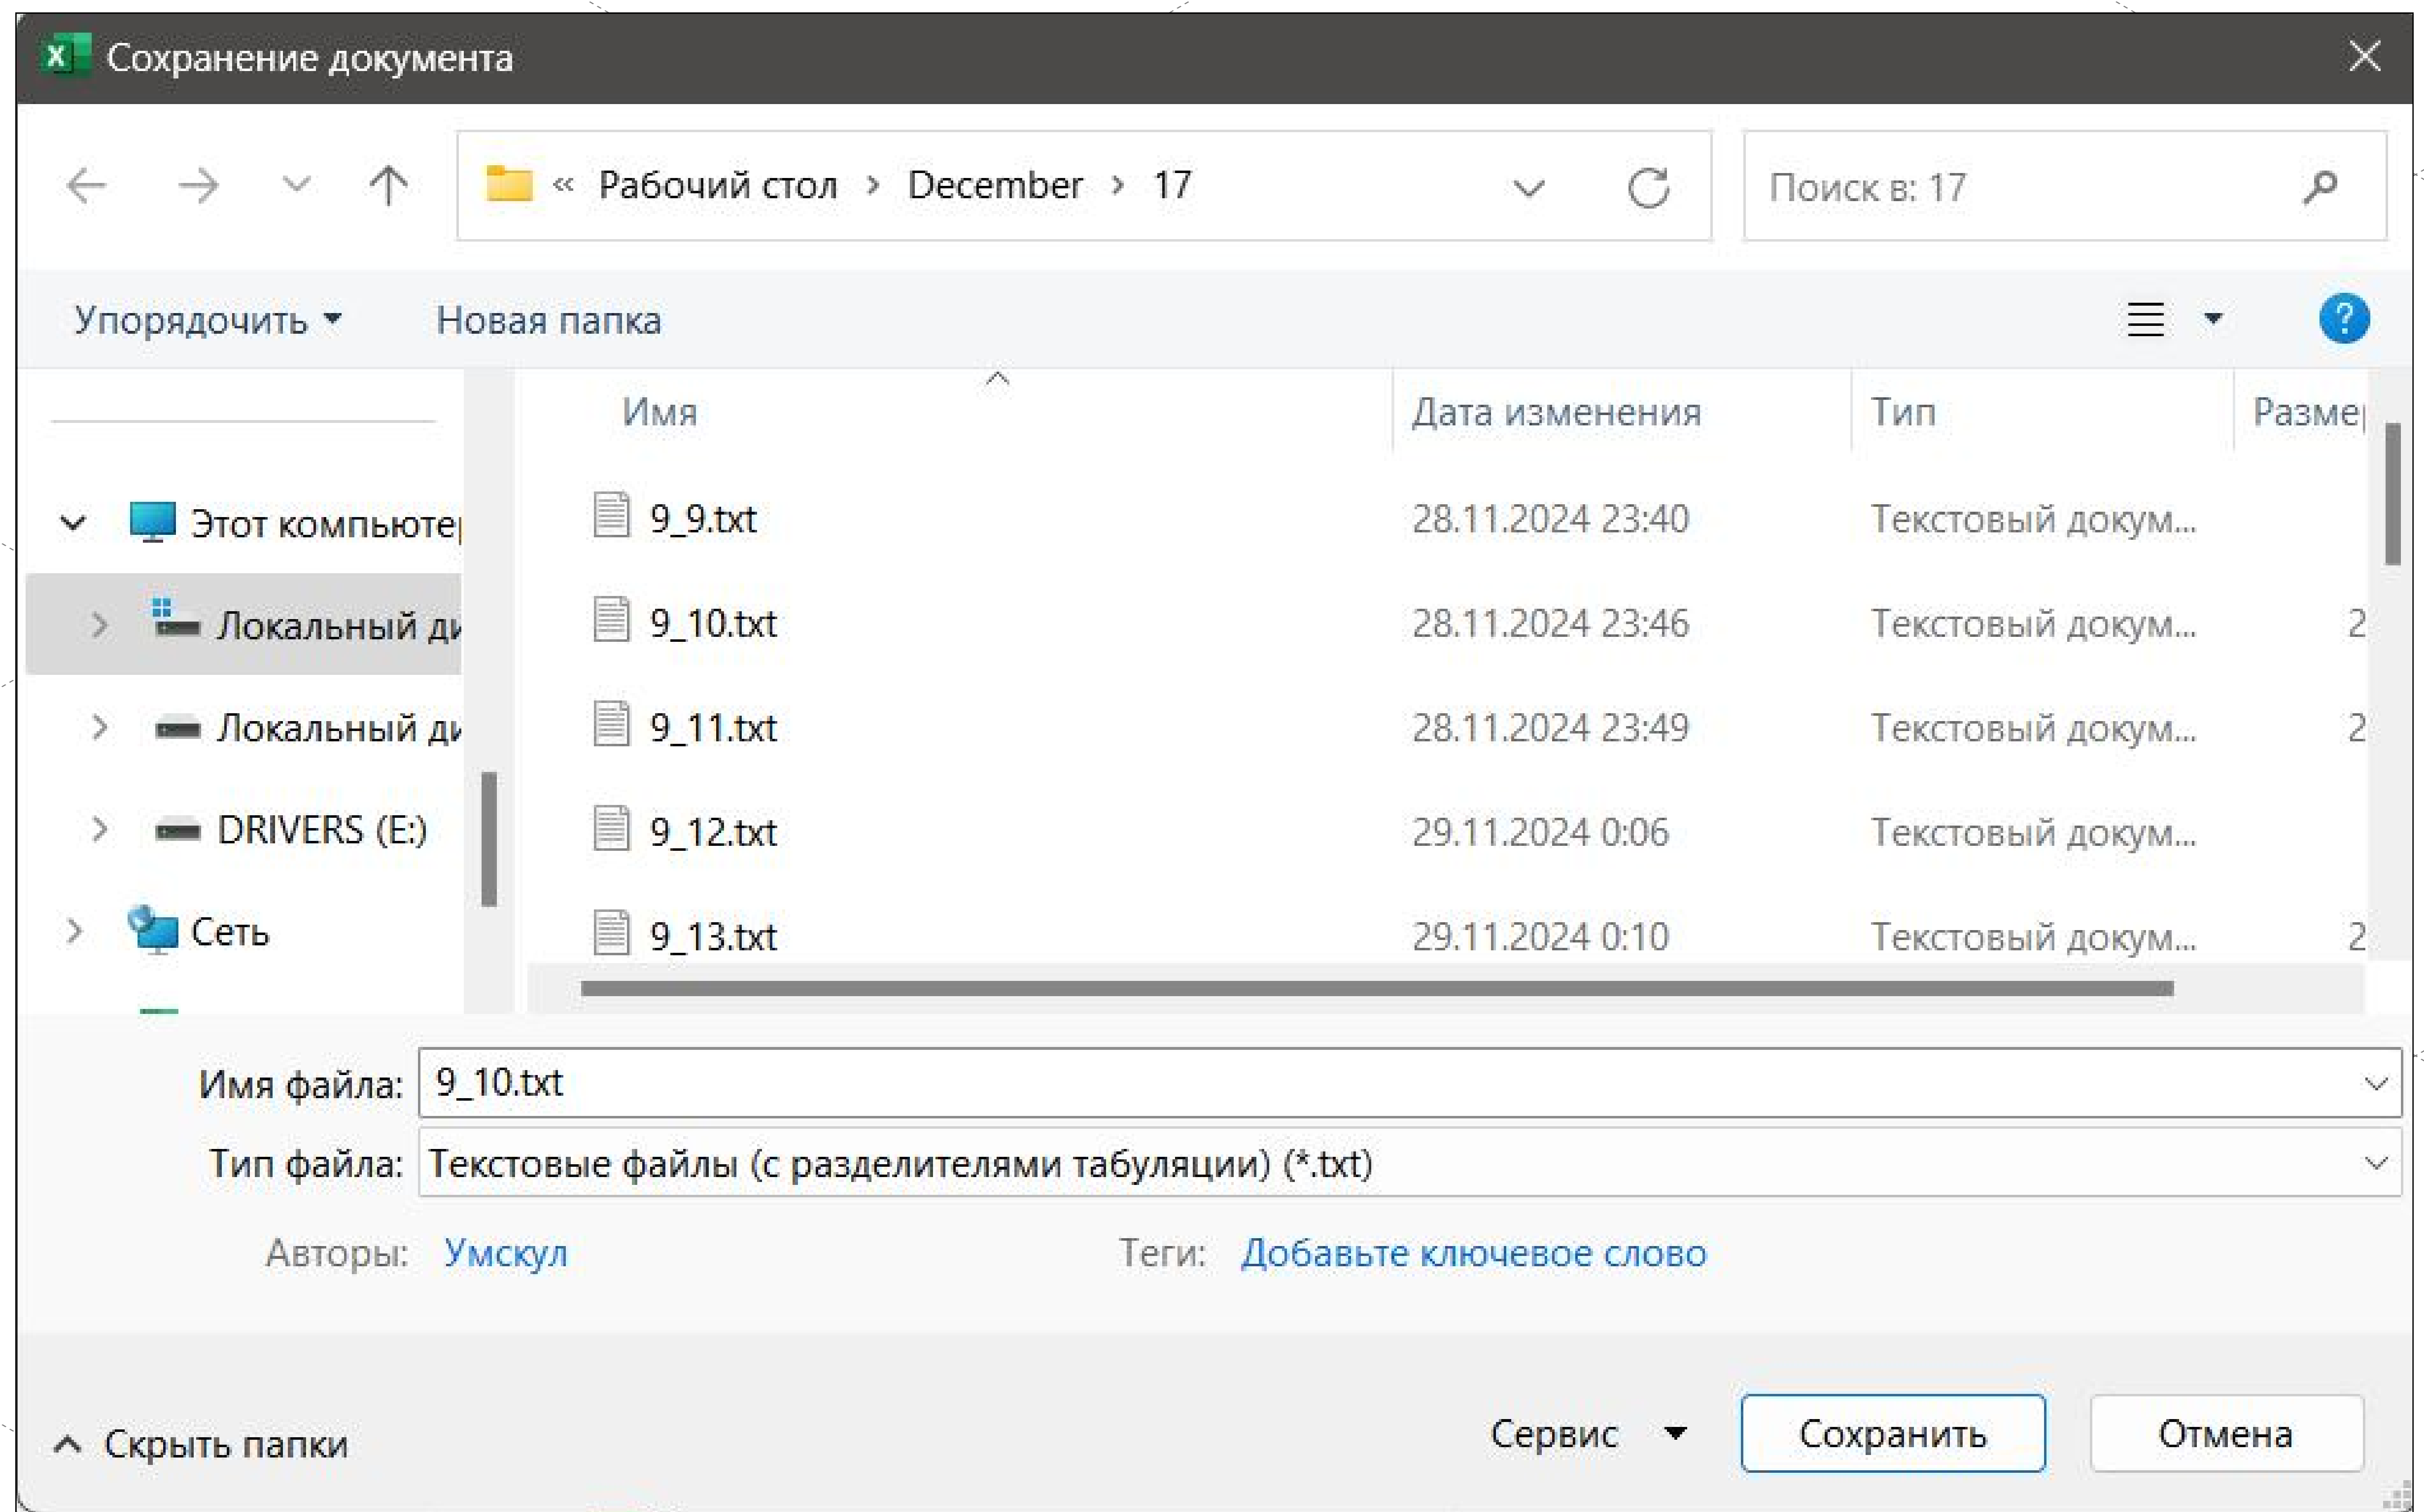 Сохранение документа
« Рабочий стол > December > 17
Поиск в: 17
Упорядочить
Новая папка
Имя
Дата изменения
Тип
Этот
Локальный
Локальный
DRIVERS (E:)
Сеть
9_9.txt 28.11.2024 23:40 Текстовый докум...
9_10.txt 28.11.2024 23:46 Текстовый докум... 2
9_11.txt 28.11.2024 23:49 Текстовый докум... 2
9_12.txt 29.11.2024 0:06 Текстовый докум...
9_13.txt 29.11.2024 0:10 Текстовый докум... 2
Имя файла: 9_10.txt
Тип файла: Текстовые файлы (с разделителями табуляции) (*.txt)
Авторы: Умскул
Теги: Добавьте ключевое слово
Скрыть папки
Сервис
Сохранить
Отмена